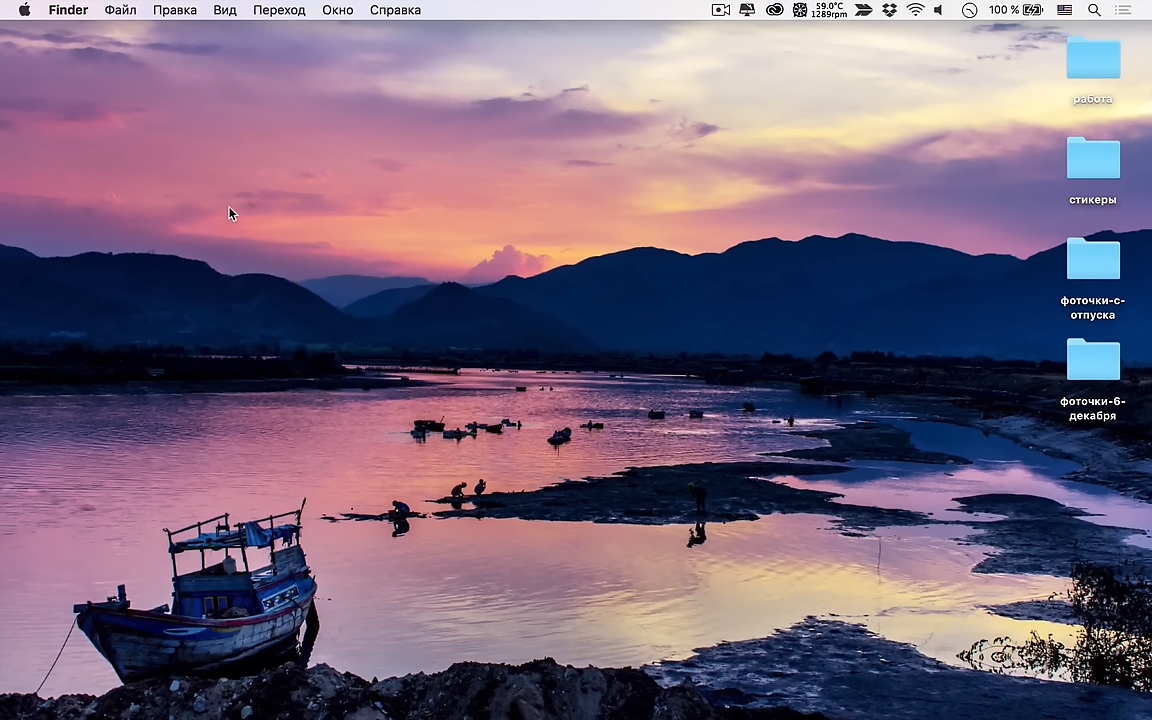 Finder Файл Правка Вид Переход Окно Справка 59.0°C 1289rpm 100 %
работа
стикеры
фоточки-с-
отпуска
фоточки-6-
декабря